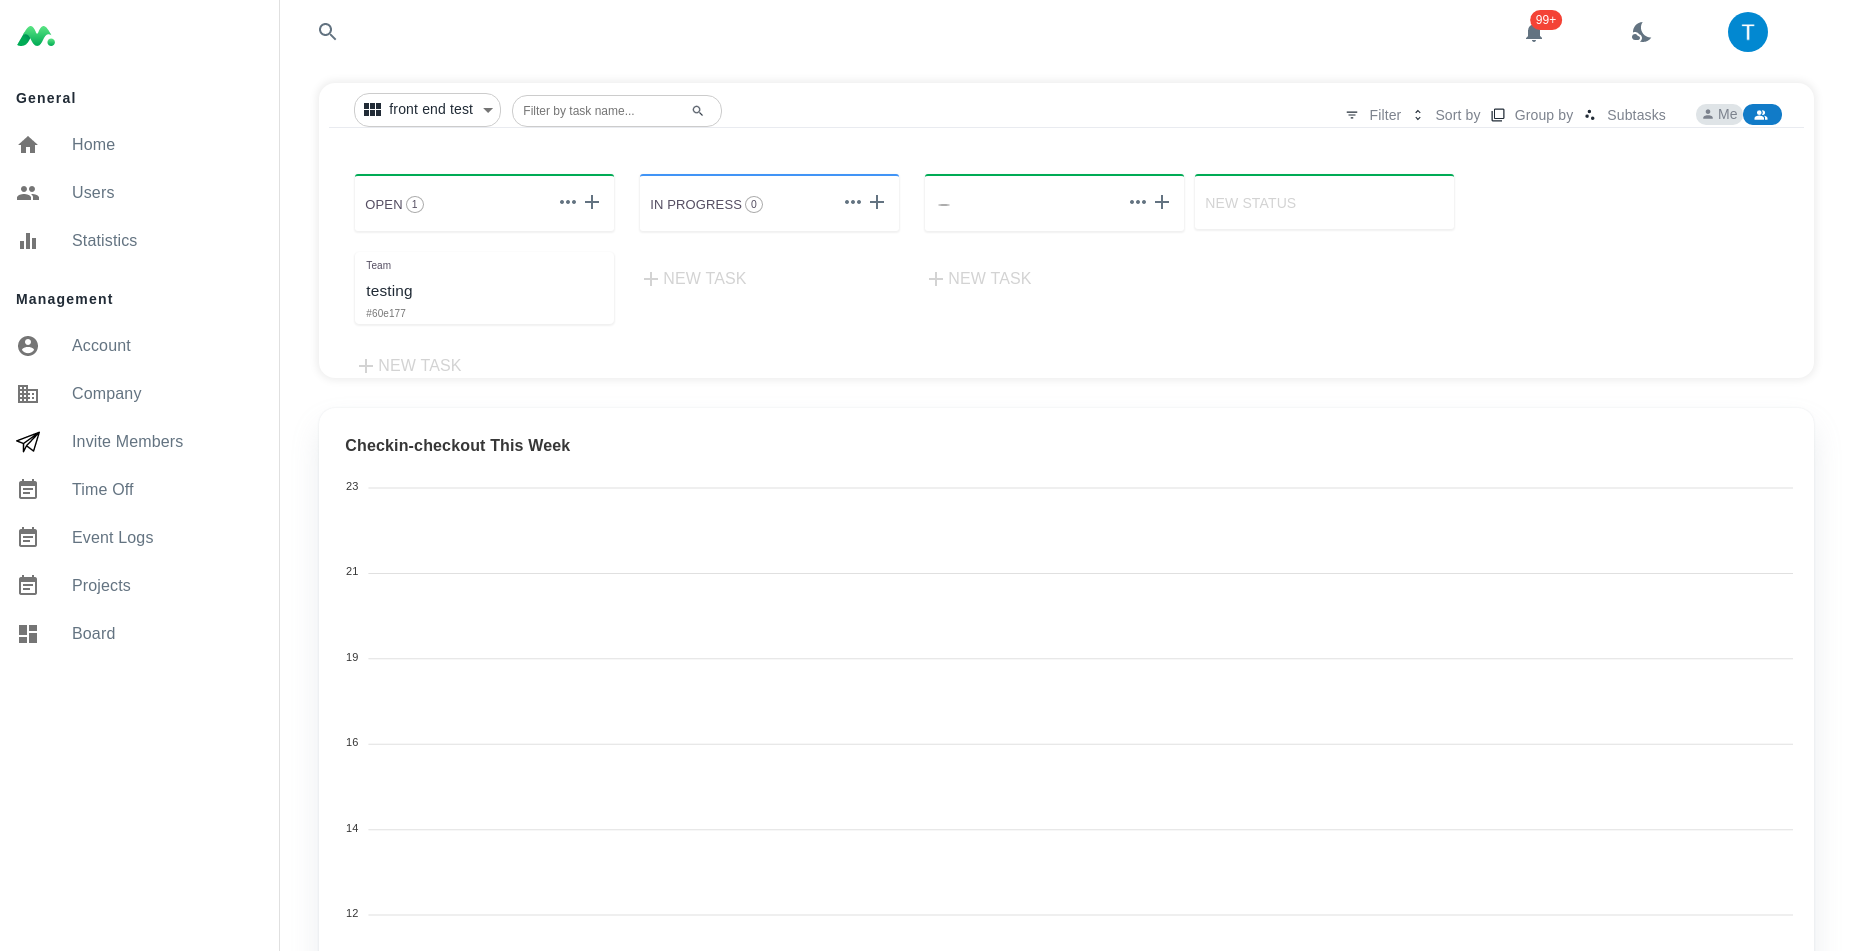 General
Home
Users
Statistics
Management
Account
Company
Invite Members
Time Off
Event Logs
Projects
Board
99+
T
front end test
Filter by task name...
Filter
Sort by
Group by
Subtasks
Me
OPEN 1
IN PROGRESS 0
NEW STATUS
Team
testing
#60e177
NEW TASK
NEW TASK
NEW TASK
Checkin-checkout This Week
23
21
19
16
14
12